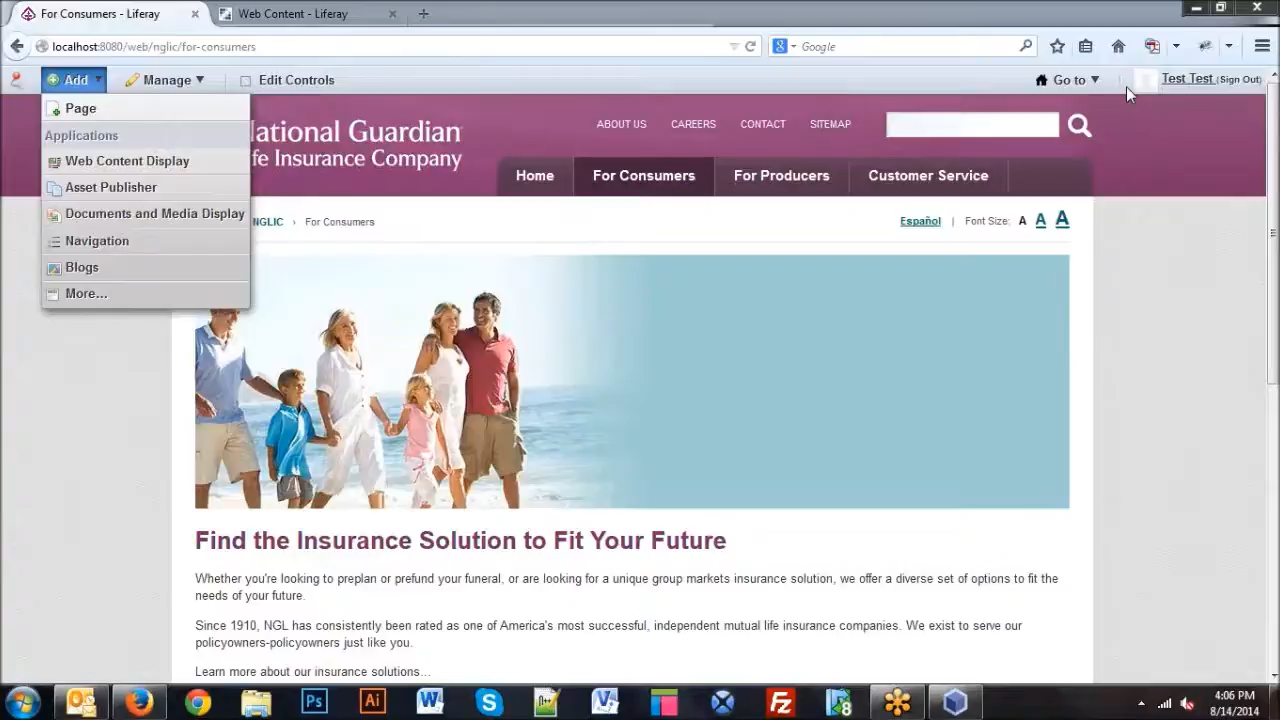 For Consumers - Liferay
Web Content - Liferay
localhost:8080/web/nglic/for-consumers
Google
Add
Manage
Edit Controls
Go to
Test Test (Sign Out)
Page
Applications
Web Content Display
Asset Publisher
Documents and Media Display
Navigation
Blogs
More...
ational Guardian
fe Insurance Company
ABOUT US
CAREERS
CONTACT
SITEMAP
Home
For Consumers
For Producers
Customer Service
NGLIC › For Consumers
Español | Font Size: A A A
Find the Insurance Solution to Fit Your Future
Whether you're looking to preplan or prefund your funeral, or are looking for a unique group markets insurance solution, we offer a diverse set of options to fit the
needs of your future.
Since 1910, NGL has consistently been rated as one of America's most successful, independent mutual life insurance companies. We exist to serve our
policyowners-policyowners just like you.
Learn more about our insurance solutions...
4:06 PM
8/14/2014